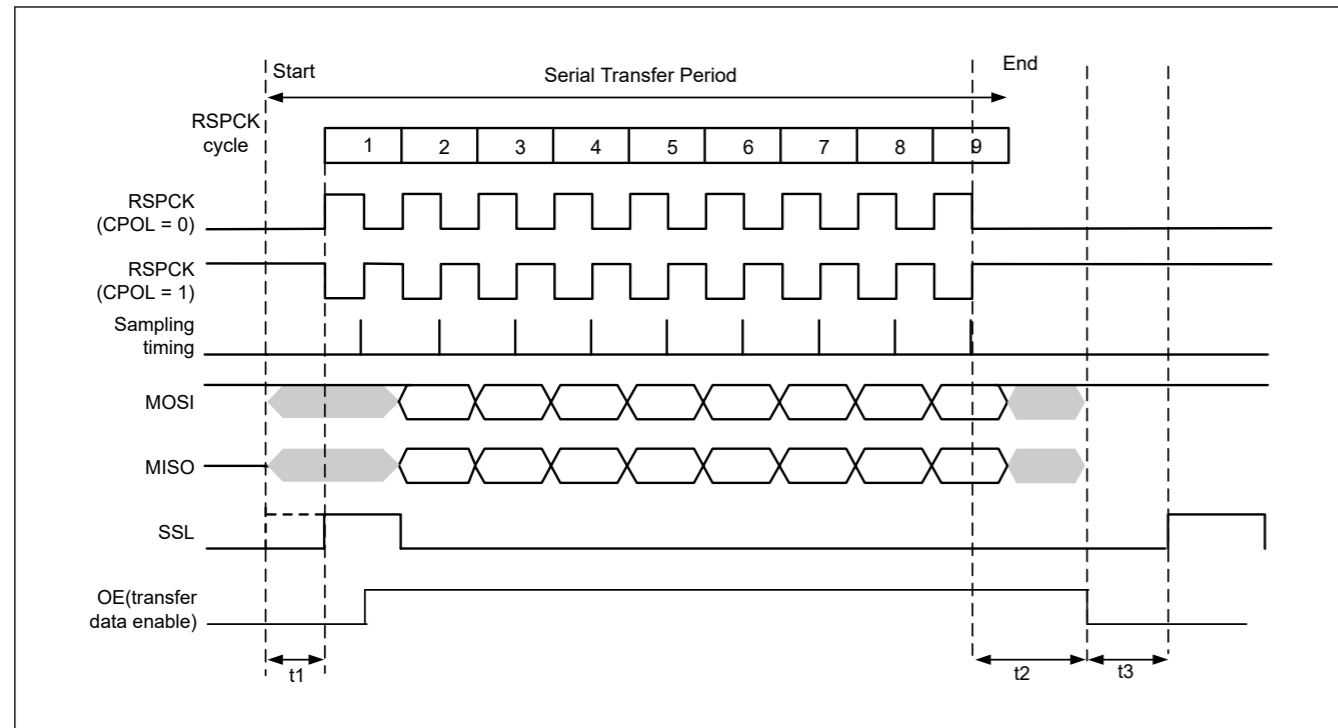 Start
Serial Transfer Period
End
RSPCK
cycle
1 2 3 4 5 6 7 8 9
RSPCK
(CPOL = 0)
RSPCK
(CPOL = 1)
Sampling
timing
MOSI
MISO
SSL
OE(transfer
data enable)
t1
t2
t3